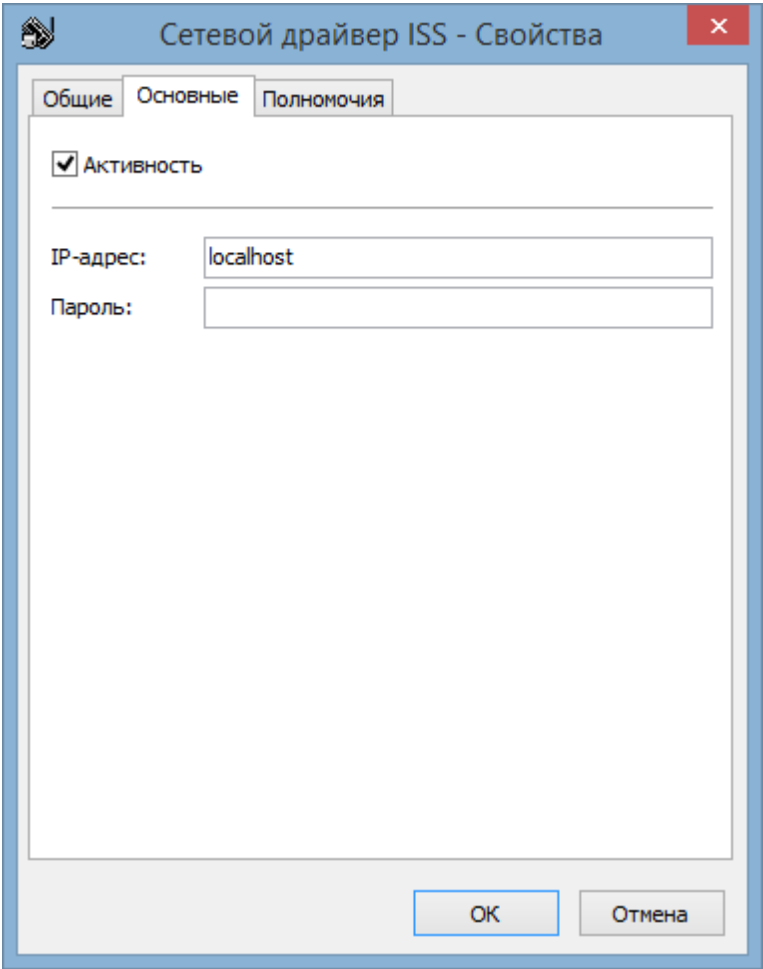 Сетевой драйвер ISS - Свойства
Общие Основные Полномочия
Активность
IP-адрес: localhost
Пароль:
OK Отмена